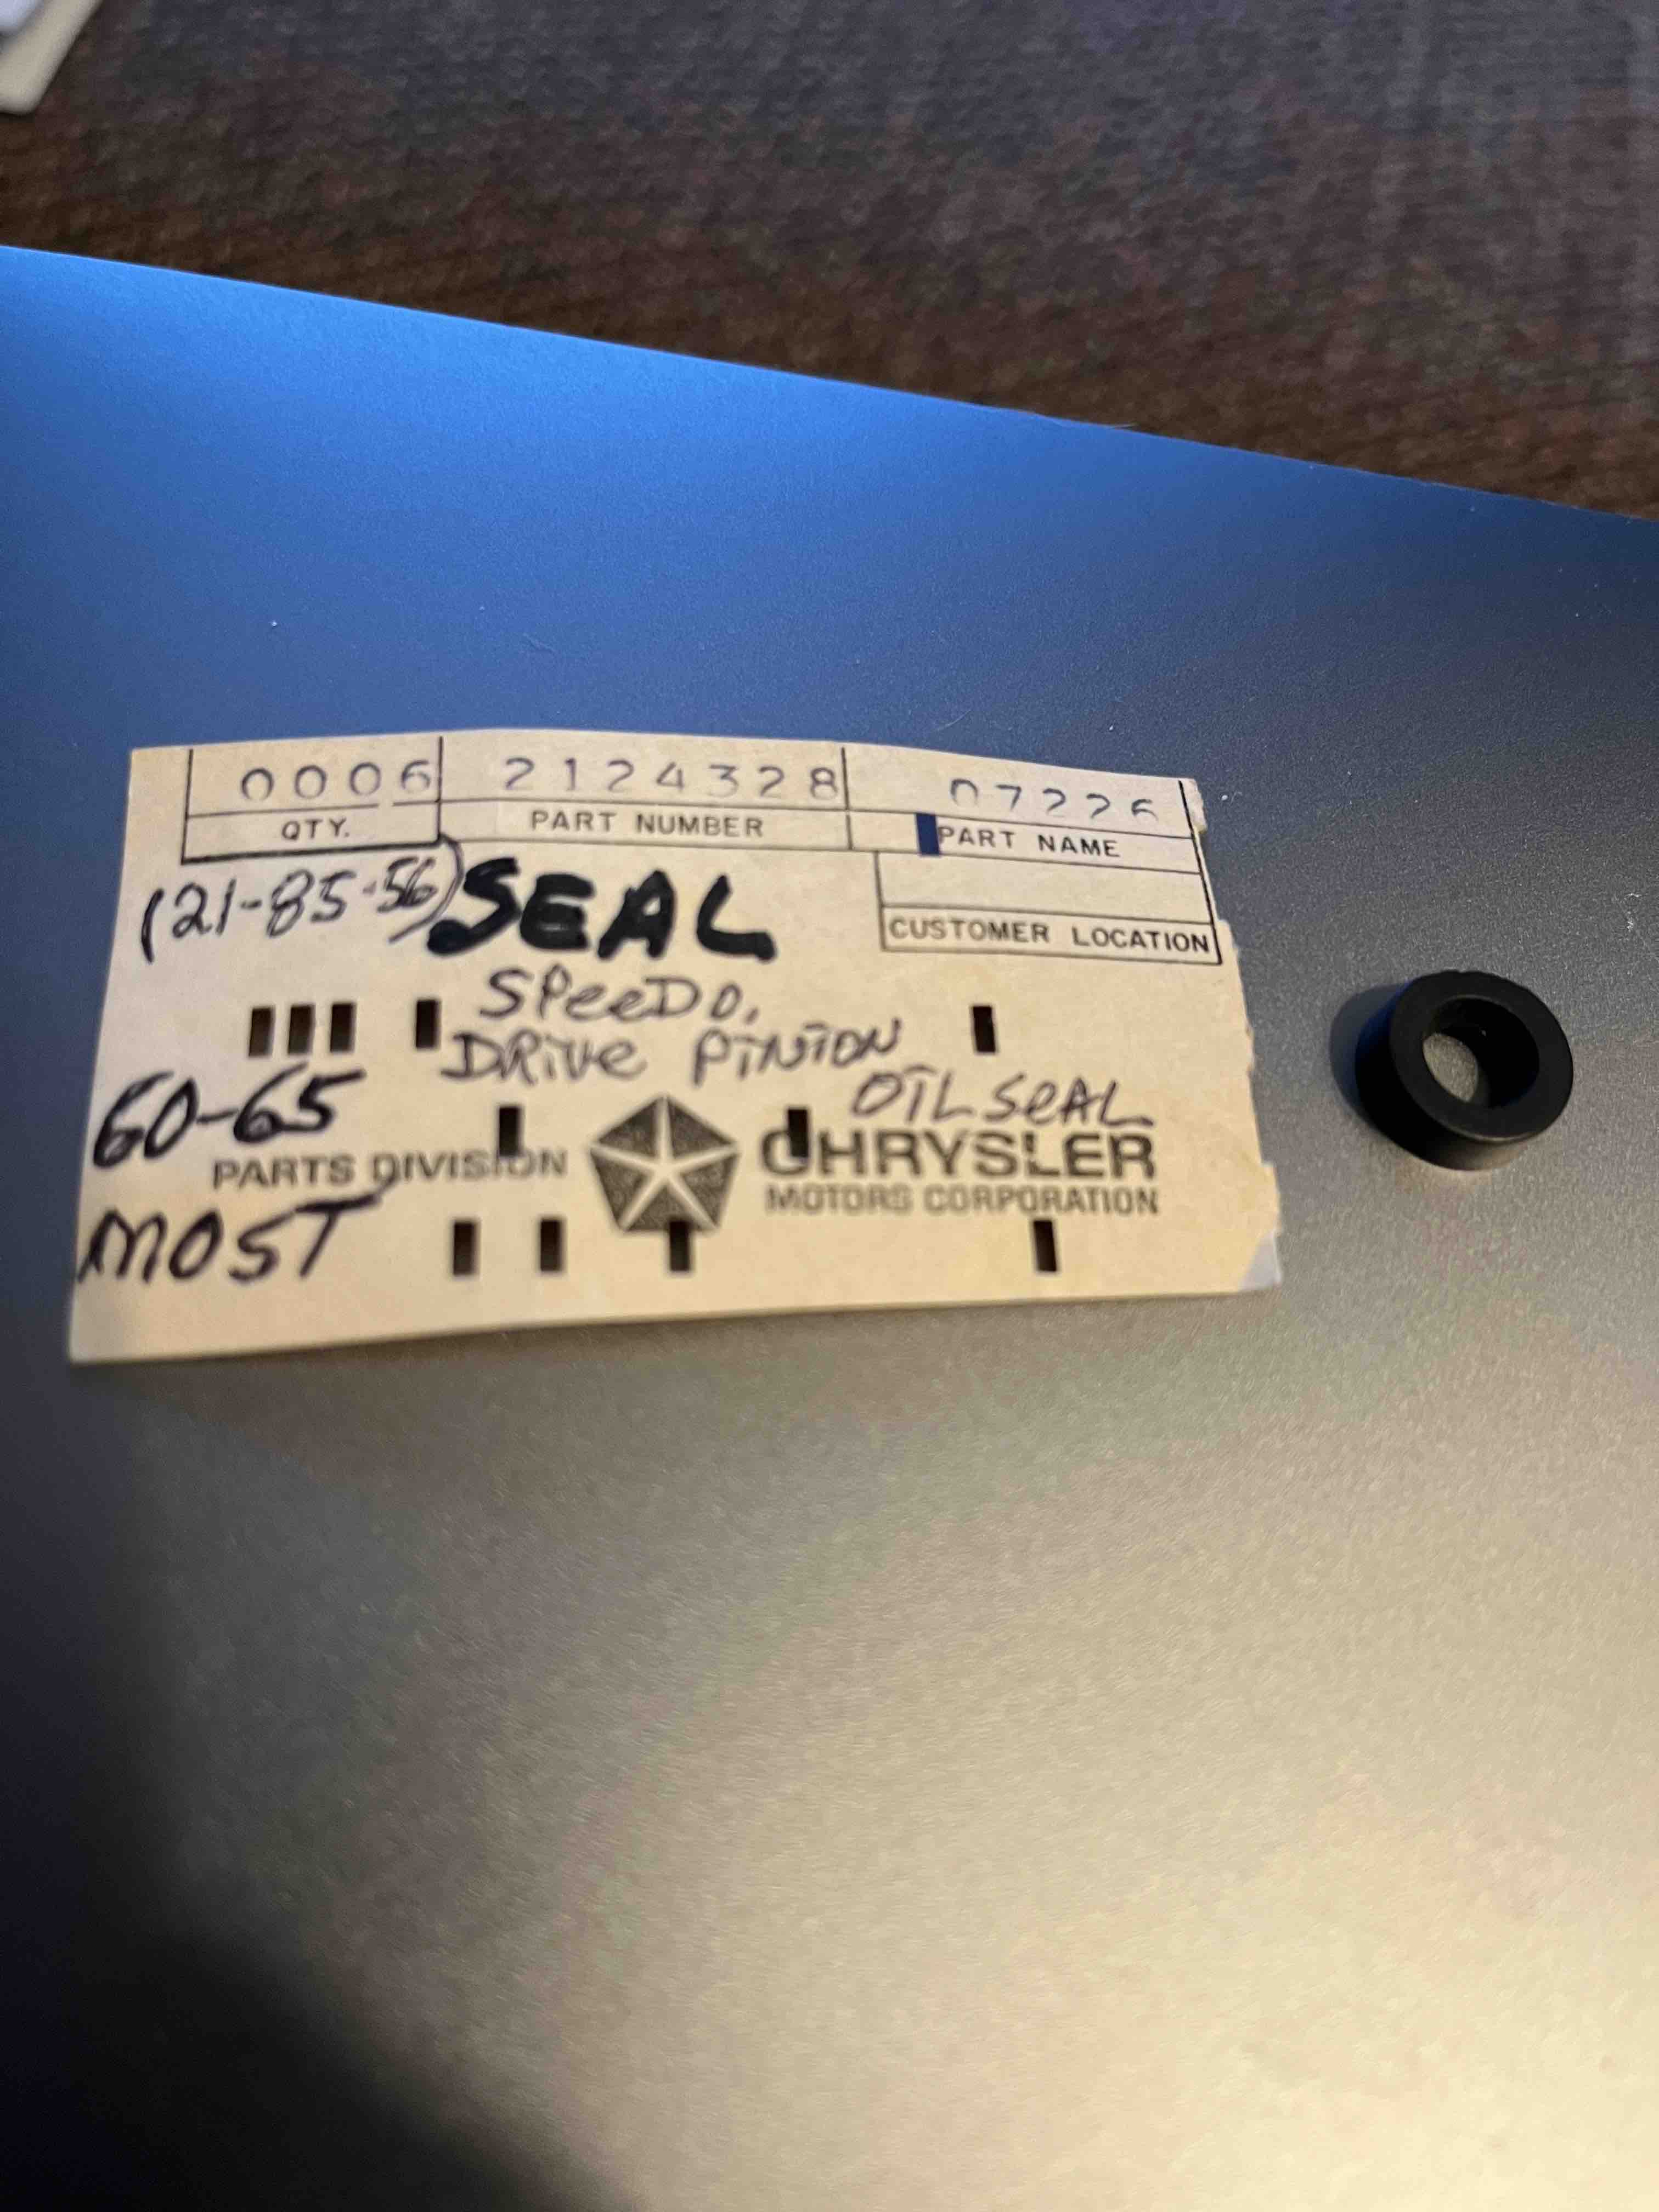 0006 2124328 07226
QTY. PART NUMBER PART NAME
(21-85-56) SEAL
CUSTOMER LOCATION
SPeeDo.
DRive PiNiON
OIL SeAL
60-65
PARTS DIVISION CHRYSLER
MOTORS CORPORATION
MOST